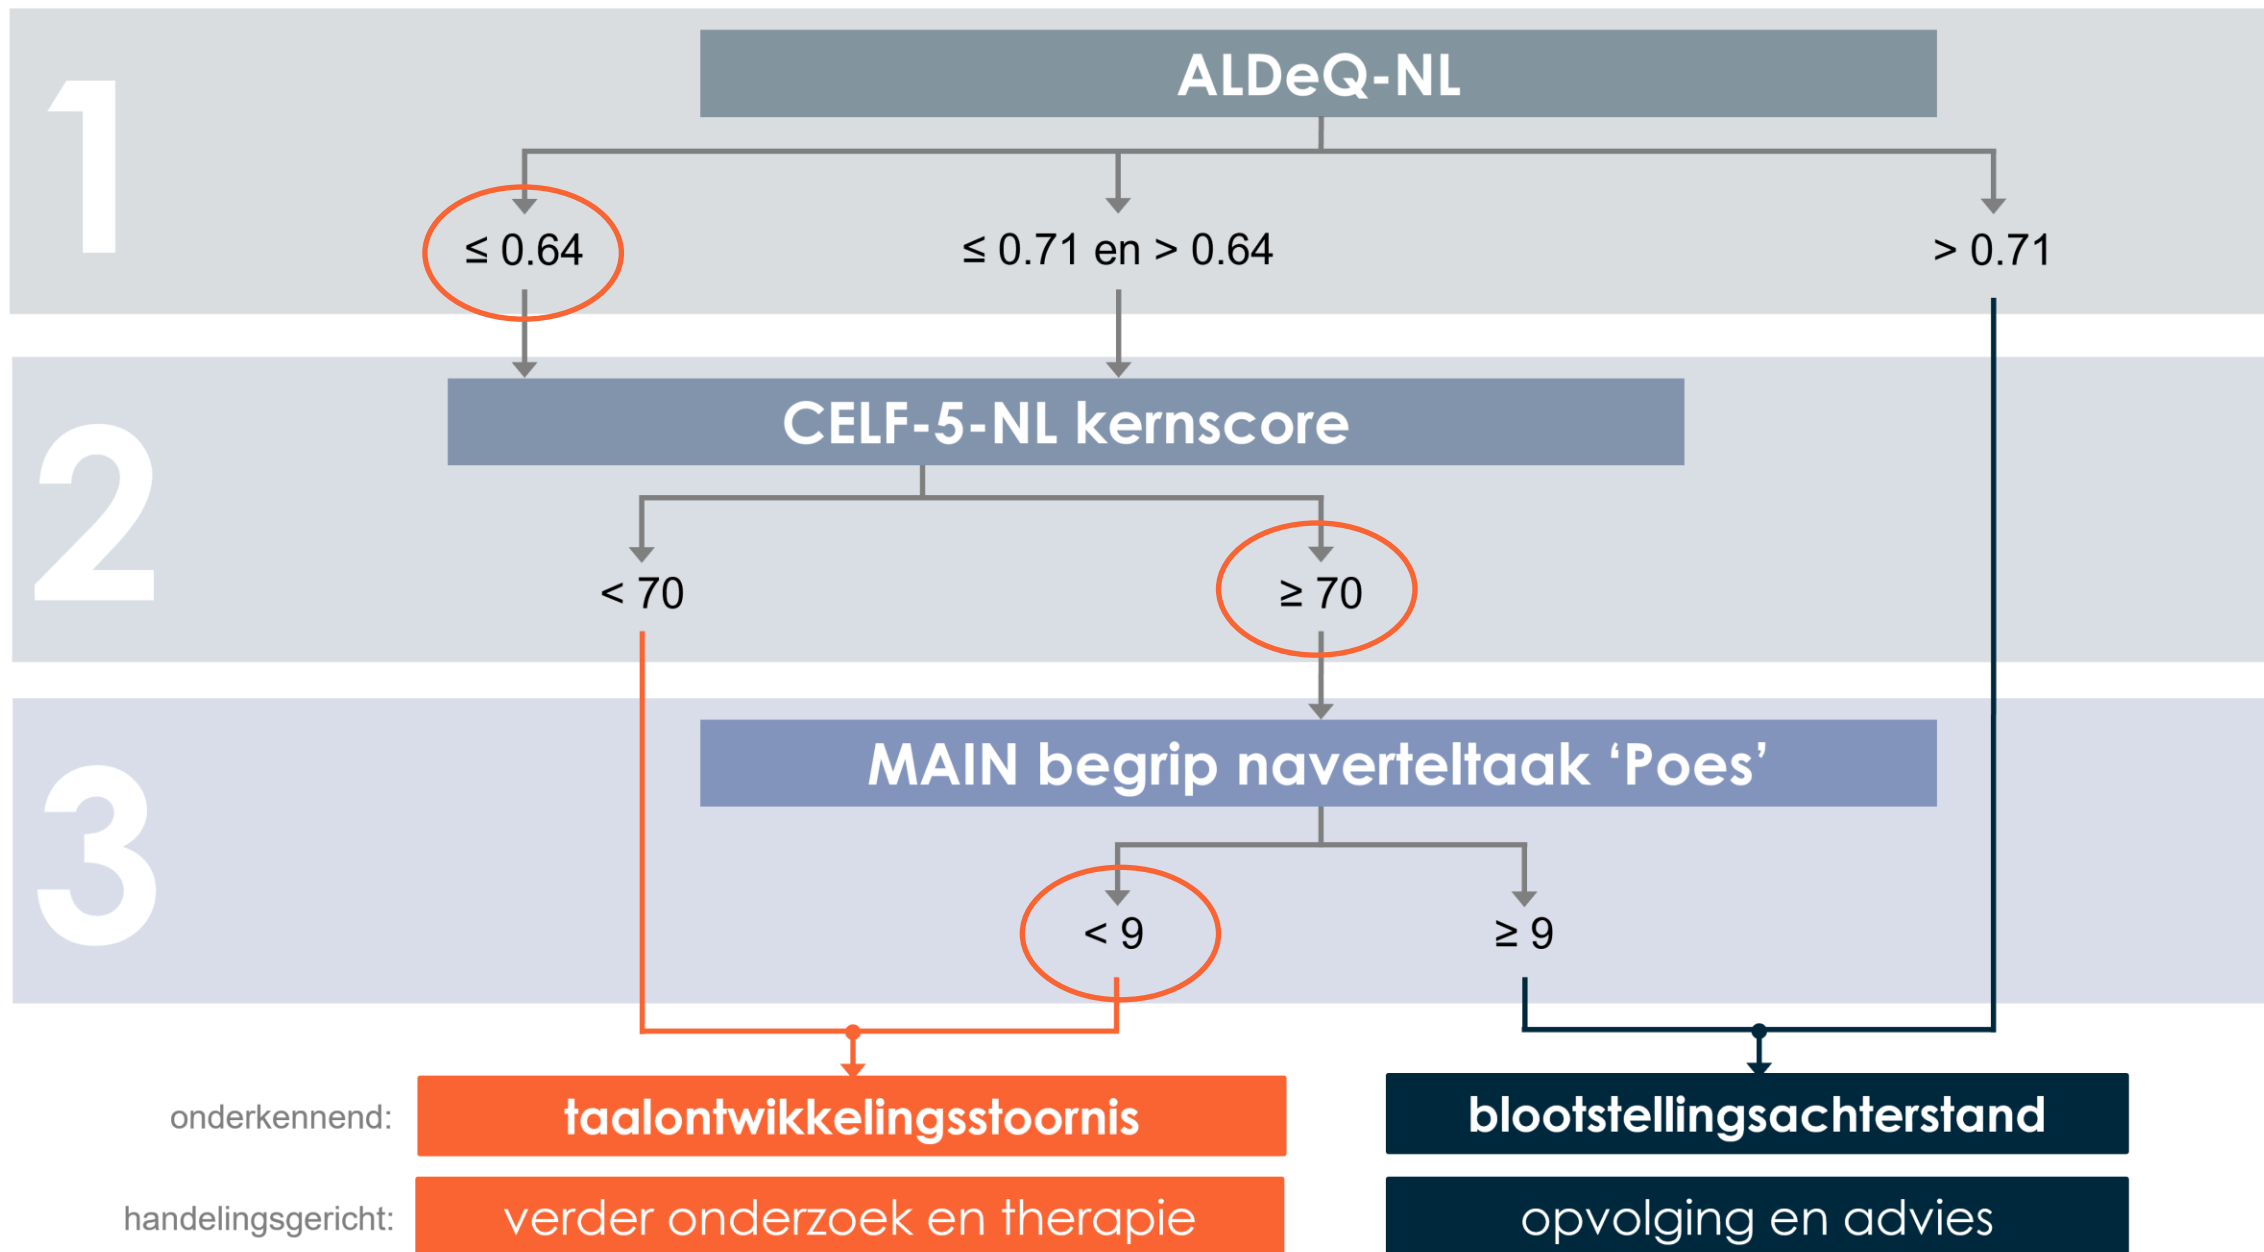 1
ALDeQ-NL
≤ 0.64
≤ 0.71 en > 0.64
> 0.71
2
CELF-5-NL kernscore
< 70
≥ 70
3
MAIN begrip naverteltaak ‘Poes’
< 9
≥ 9
onderkennend:
taalontwikkelingsstoornis
blootstellingsachterstand
handelingsgericht:
verder onderzoek en therapie
opvolging en advies